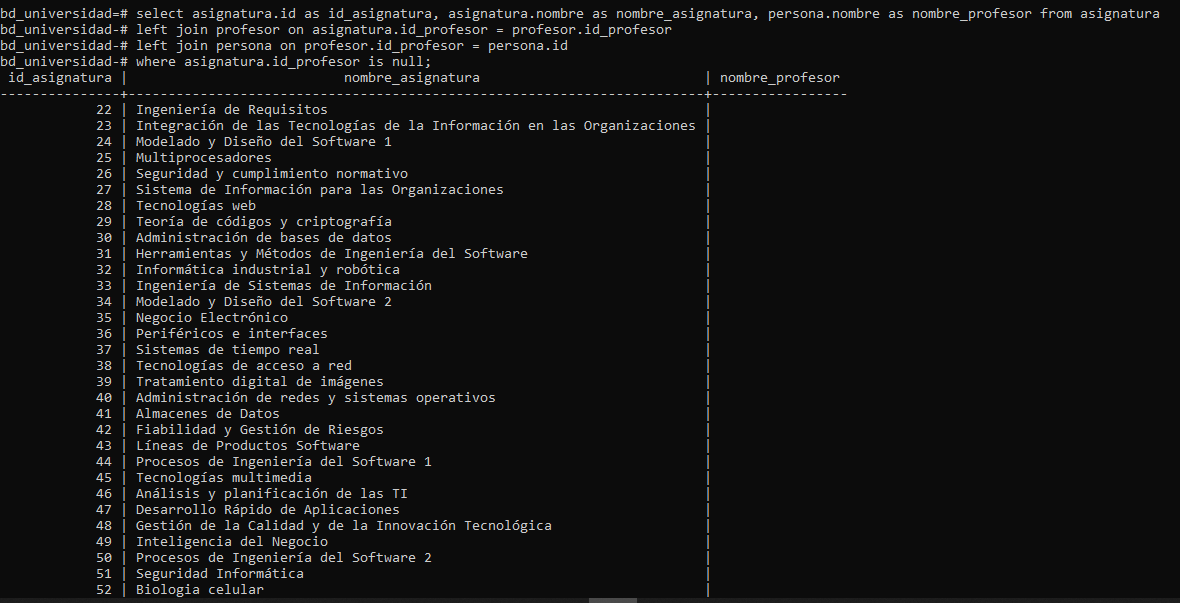 bd_universidad=# select asignatura.id as id_asignatura, asignatura.nombre as nombre_asignatura, persona.nombre as nombre_profesor from asignatura
bd_universidad-# left join profesor on asignatura.id_profesor = profesor.id_profesor
bd_universidad-# left join persona on profesor.id_profesor = persona.id
bd_universidad-# where asignatura.id_profesor is null;
id_asignatura | nombre_asignatura | nombre_profesor
---------------+------------------------------------------------------------------------+-----------------
22 | Ingeniería de Requisitos |
23 | Integración de las Tecnologías de la Información en las Organizaciones |
24 | Modelado y Diseño del Software 1 |
25 | Multiprocesadores |
26 | Seguridad y cumplimiento normativo |
27 | Sistema de Información para las Organizaciones |
28 | Tecnologías web |
29 | Teoría de códigos y criptografía |
30 | Administración de bases de datos |
31 | Herramientas y Métodos de Ingeniería del Software |
32 | Informática industrial y robótica |
33 | Ingeniería de Sistemas de Información |
34 | Modelado y Diseño del Software 2 |
35 | Negocio Electrónico |
36 | Periféricos e interfaces |
37 | Sistemas de tiempo real |
38 | Tecnologías de acceso a red |
39 | Tratamiento digital de imágenes |
40 | Administración de redes y sistemas operativos |
41 | Almacenes de Datos |
42 | Fiabilidad y Gestión de Riesgos |
43 | Líneas de Productos Software |
44 | Procesos de Ingeniería del Software 1 |
45 | Tecnologías multimedia |
46 | Análisis y planificación de las TI |
47 | Desarrollo Rápido de Aplicaciones |
48 | Gestión de la Calidad y de la Innovación Tecnológica |
49 | Inteligencia del Negocio |
50 | Procesos de Ingeniería del Software 2 |
51 | Seguridad Informática |
52 | Biologia celular |